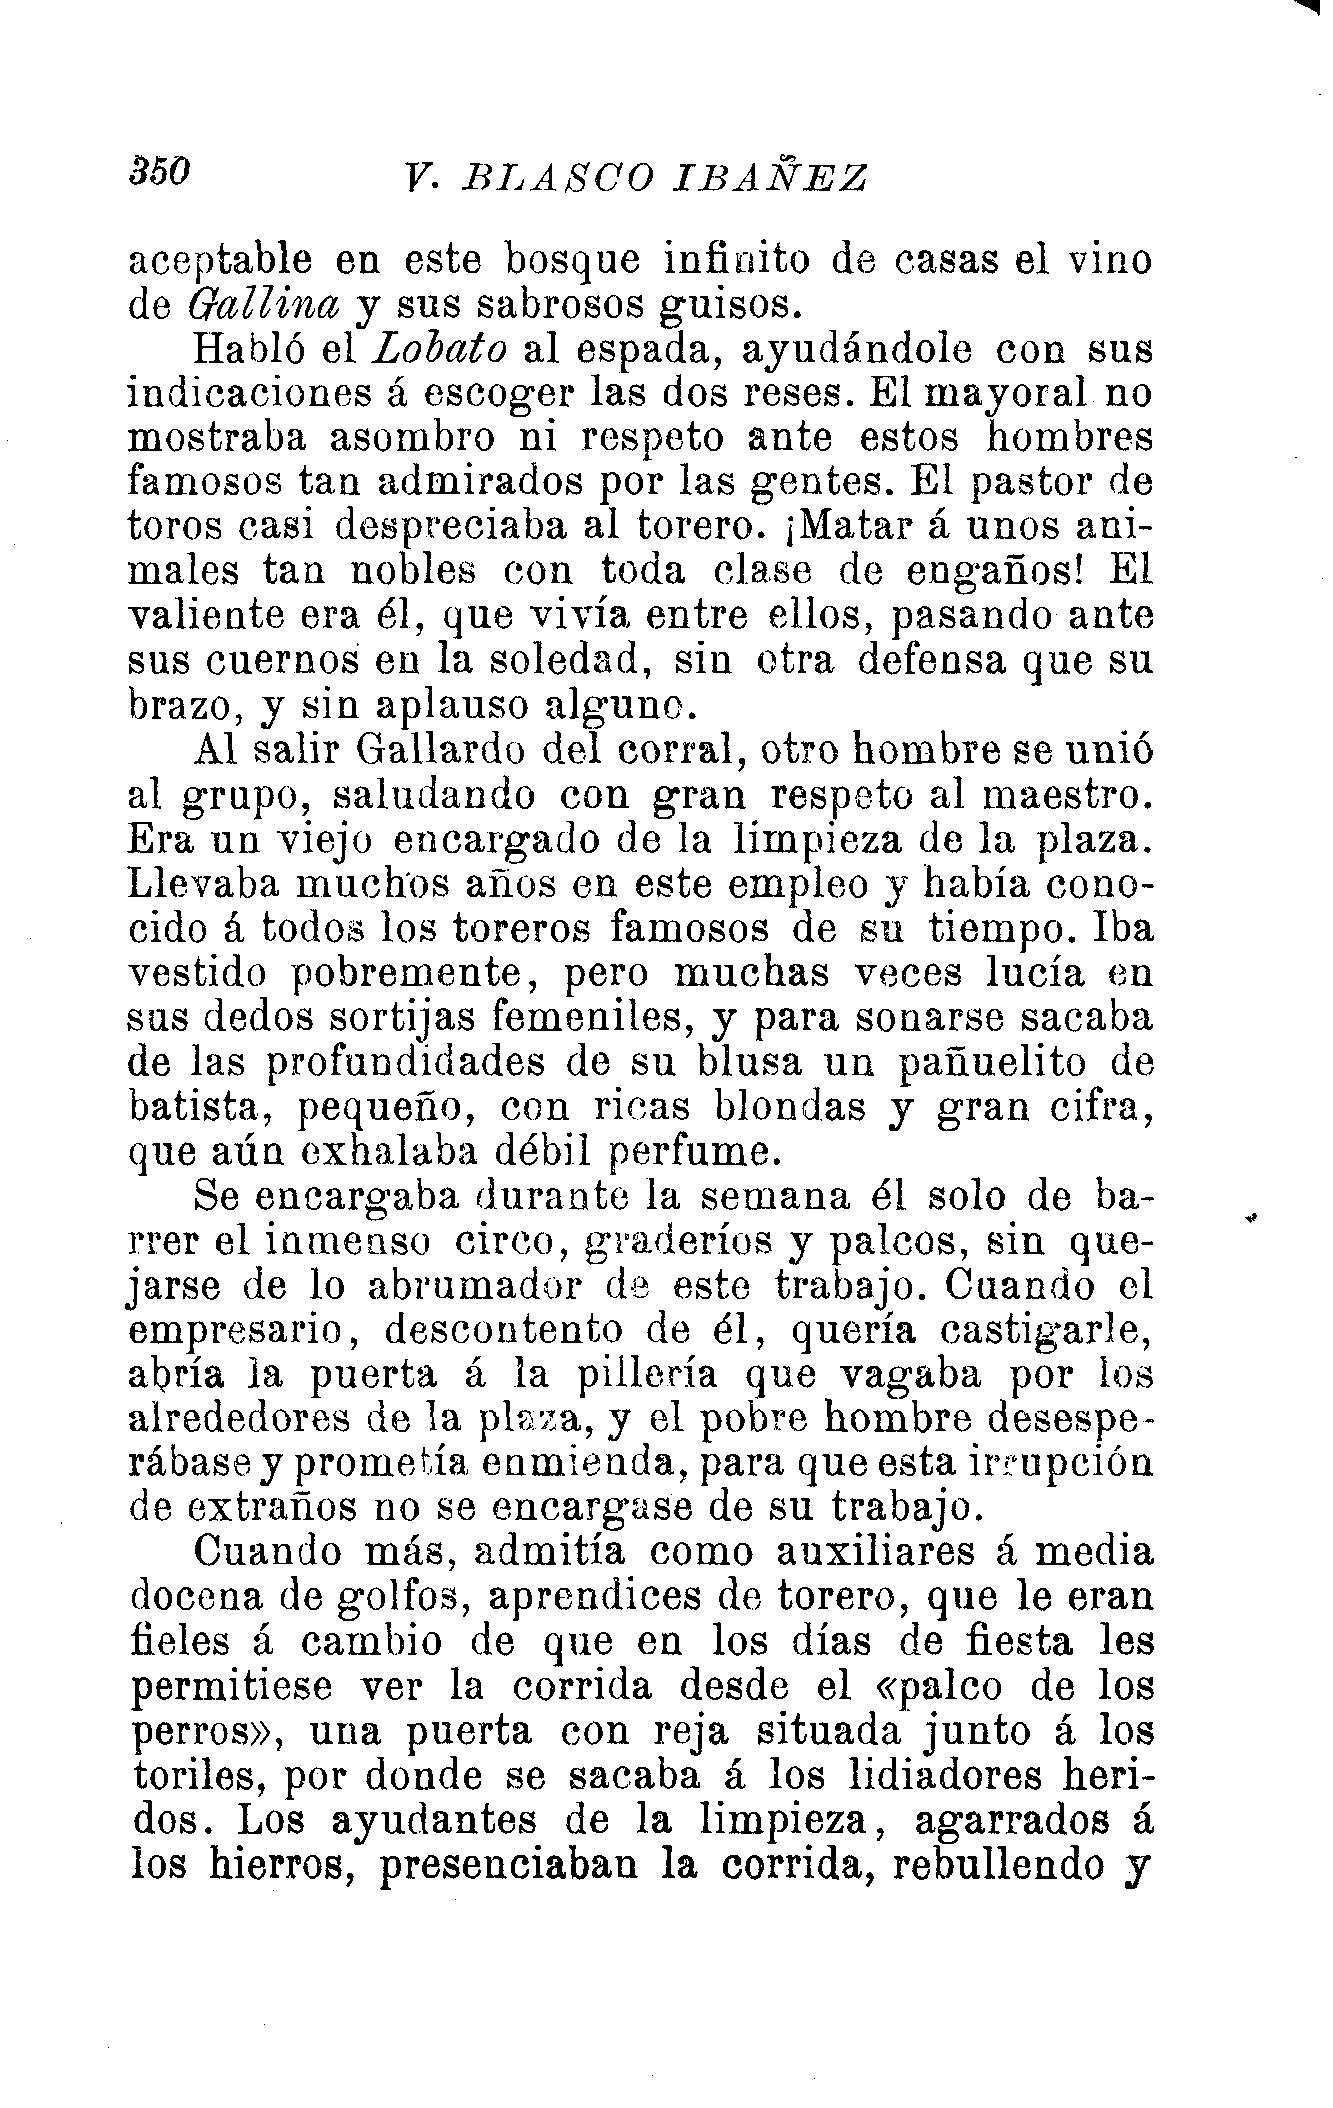 350 V. BLASCO IBAÑEZ
aceptable en este bosque infinito de casas el vino
de Gallina y sus sabrosos guisos.
Habló el Lobato al espada, ayudándole con sus
indicaciones á escoger las dos reses. El mayoral no
mostraba asombro ni respeto ante estos hombres
famosos tan admirados por las gentes. El pastor de
toros casi despreciaba al torero. ¡Matar á unos ani-
males tan nobles con toda clase de engaños! El
valiente era él, que vivía entre ellos, pasando ante
sus cuernos en la soledad, sin otra defensa que su
brazo, y sin aplauso alguno.
Al salir Gallardo del corral, otro hombre se unió
al grupo, saludando con gran respeto al maestro.
Era un viejo encargado de la limpieza de la plaza.
Llevaba muchos años en este empleo y había cono-
cido á todos los toreros famosos de su tiempo. Iba
vestido pobremente, pero muchas veces lucía en
sus dedos sortijas femeniles, y para sonarse sacaba
de las profundidades de su blusa un pañuelito de
batista, pequeño, con ricas blondas y gran cifra,
que aún exhalaba débil perfume.
Se encargaba durante la semana él solo de ba-
rrer el inmenso circo, graderíos y palcos, sin que-
jarse de lo abrumador de este trabajo. Cuando el
empresario, descontento de él, quería castigarle,
abría la puerta á la pillería que vagaba por los
alrededores de la plaza, y el pobre hombre desespe-
rábase y prometía enmienda, para que esta irrupción
de extraños no se encargase de su trabajo.
Cuando más, admitía como auxiliares á media
docena de golfos, aprendices de torero, que le eran
fieles á cambio de que en los días de fiesta les
permitiese ver la corrida desde el «palco de los
perros», una puerta con reja situada junto á los
toriles, por donde se sacaba á los lidiadores heri-
dos. Los ayudantes de la limpieza, agarrados á
los hierros, presenciaban la corrida, rebullendo y